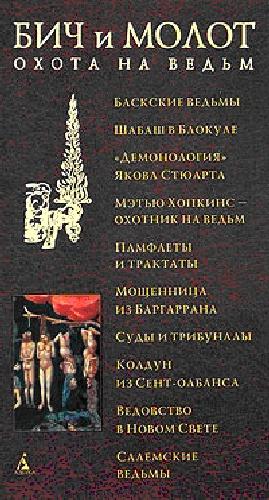 БИЧ и МОЛОТ
ОХОТА НА ВЕДЬМ
БАСКСКИЕ ВЕДЬМЫ
ШАБАШ В БЛОКУЛЕ
«ДЕМОНОЛОГИЯ»
ЯКОВА СТЮАРТА
МЭТЬЮ ХОПКИНС –
ОХОТНИК НА ВЕДЬМ
ПАМФЛЕТЫ
И ТРАКТАТЫ
МОШЕННИЦА
ИЗ БАРГАРРАНА
СУДЫ И ТРИБУНАЛЫ
КОЛДУН
ИЗ СЕНТ-ОЛБАНСА
ВЕДОВСТВО
В НОВОМ СВЕТЕ
САЛЕМСКИЕ
ВЕДЬМЫ
АЗБУКА